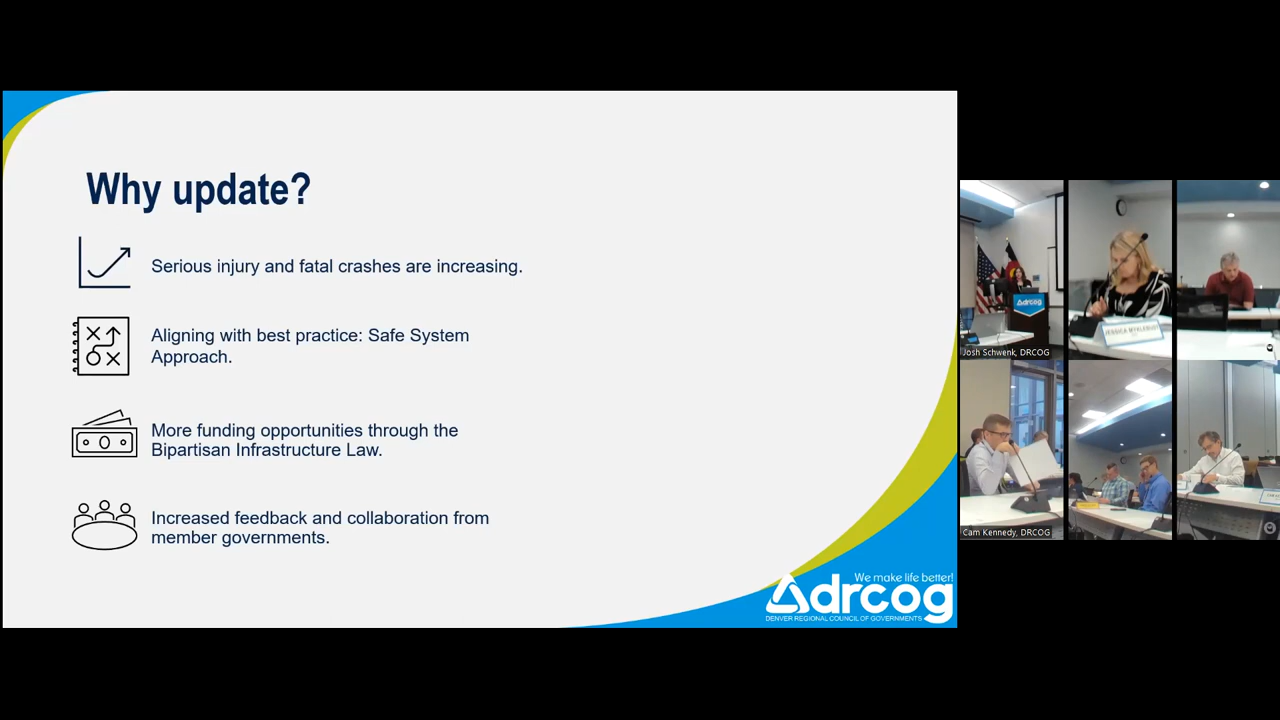 Why update?
Serious injury and fatal crashes are increasing.
Aligning with best practice: Safe System
Approach.
More funding opportunities through the
Bipartisan Infrastructure Law.
Increased feedback and collaboration from
member governments.
We make life better!
drcog
DENVER REGIONAL COUNCIL OF GOVERNMENTS
drcog
Josh Schwenk, DRCOG
Cam Kennedy, DRCOG